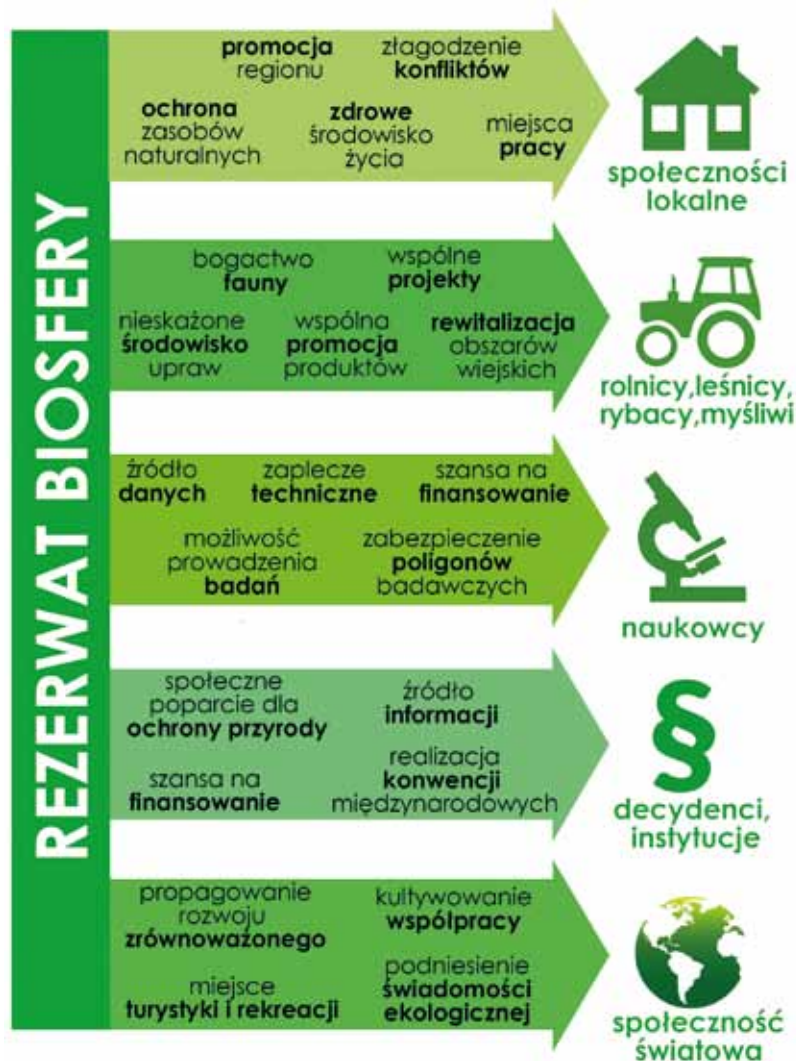 REZERWAT BIOSFERY
promocja
regionu
złagodzenie
konfliktów
ochrona
zasobów
naturalnych
zdrowe
środowisko
życia
miejsca
pracy
społeczności
lokalne
bogactwo
fauny
wspólne
projekty
nieskażone
środowisko
upraw
wspólna
promocja
produktów
rewitalizacja
obszarów
wiejskich
rolnicy,leśnicy,
rybacy,myśliwi
źródło
danych
zaplecze
techniczne
szansa na
finansowanie
możliwość
prowadzenia
badań
zabezpieczenie
poligonów
badawczych
naukowcy
społeczne
poparcie dla
ochrony przyrody
źródło
informacji
szansa na
finansowanie
realizacja
konwencji
międzynarodowych
§
decydenci,
instytucje
propagowanie
rozwoju
zrównoważonego
kultywowanie
współpracy
miejsce
turystyki i rekreacji
podniesienie
świadomości
ekologicznej
społeczność
światowa